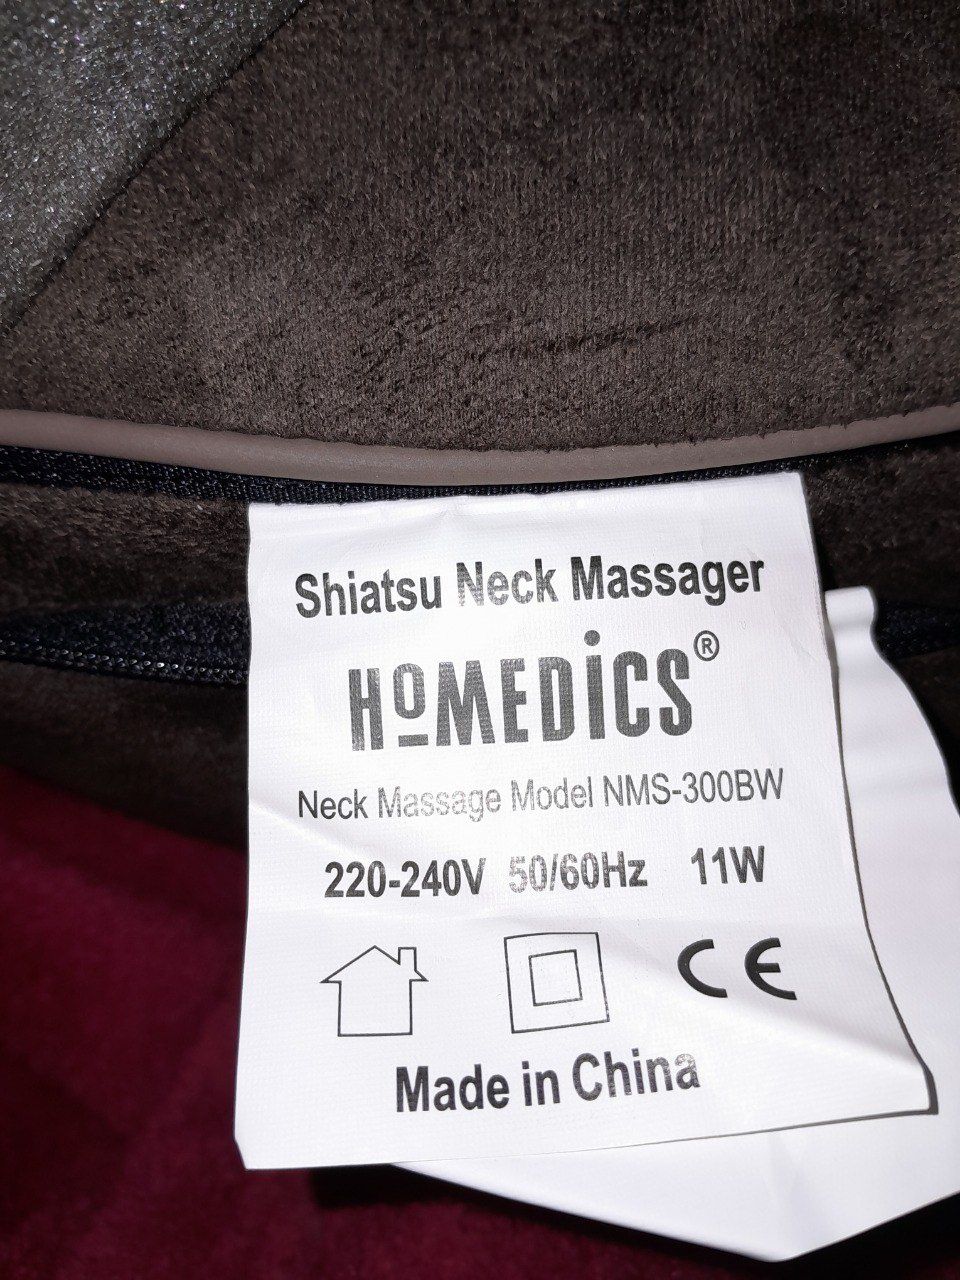 Shiatsu Neck Massager
HoMEDiCS®
Neck Massage Model NMS-300BW
220-240V 50/60Hz 11W
CE
Made in China